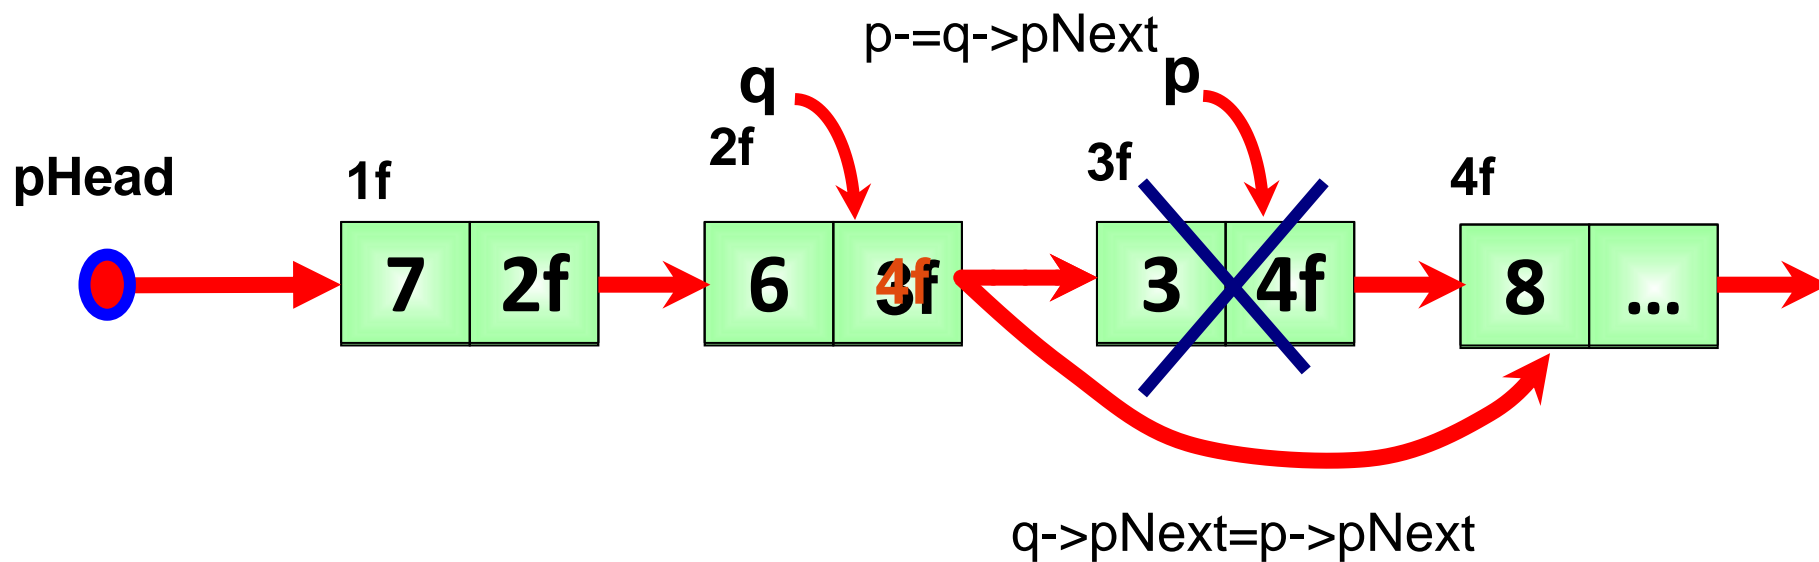 p-=q->pNext
q
p
2f
3f
pHead
1f
4f
7
2f
6
3f
4f
3
4f
8
...
q->pNext=p->pNext